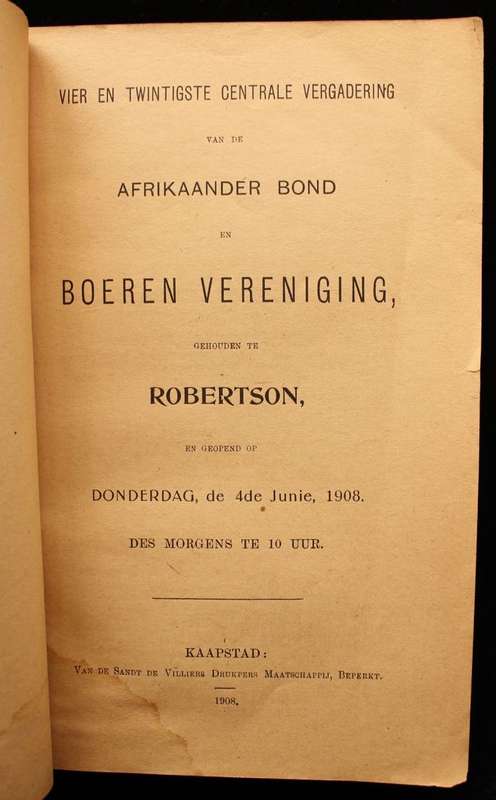 VIER EN TWINTIGSTE CENTRALE VERGADERING
VAN DE
AFRIKAANDER BOND
EN
BOEREN VERENIGING,
GEHOUDEN TE
ROBERTSON,
EN GEOPEND OP
DONDERDAG, de 4de Junie, 1908.
DES MORGENS TE 10 UUR.
KAAPSTAD:
VAN DE SANDT DE VILLIERS DRUKPERS MAATSCHAPPIJ, BEPERKT.
1908.